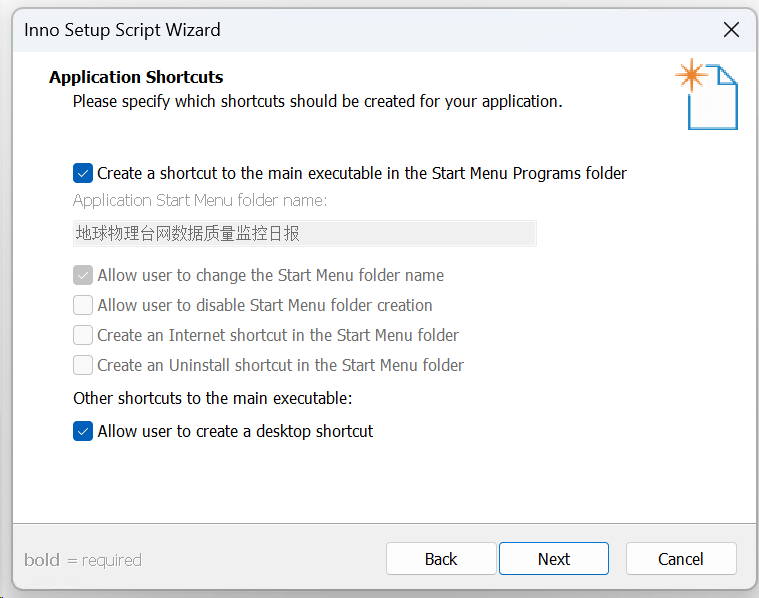 Inno Setup Script Wizard
Application Shortcuts
Please specify which shortcuts should be created for your application.
Create a shortcut to the main executable in the Start Menu Programs folder
Application Start Menu folder name:
地球物理台网数据质量监控日报
Allow user to change the Start Menu folder name
Allow user to disable Start Menu folder creation
Create an Internet shortcut in the Start Menu folder
Create an Uninstall shortcut in the Start Menu folder
Other shortcuts to the main executable:
Allow user to create a desktop shortcut
bold = required
Back
Next
Cancel